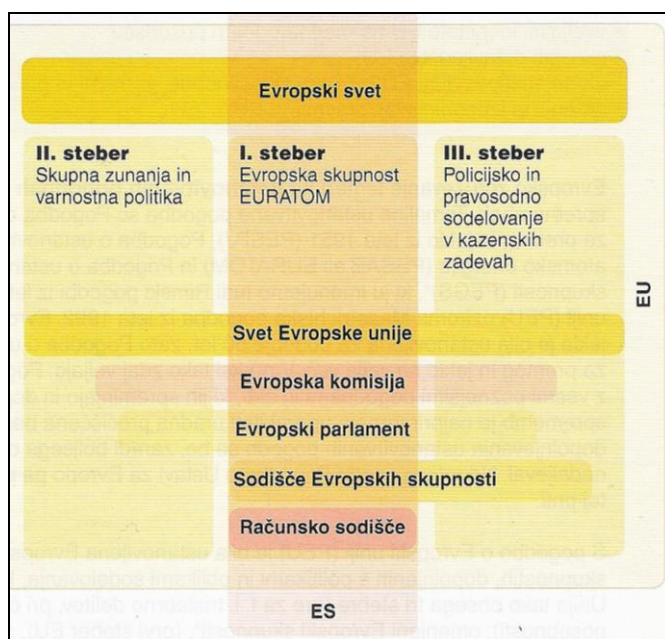 Evropski svet
II. steber
Skupna zunanja in
varnostna politika
I. steber
Evropska skupnost
EURATOM
III. steber
Policijsko in
pravosodno
sodelovanje
v kazenskih
zadevah
EU
Svet Evropske unije
Evropska komisija
Evropski parlament
Sodišče Evropskih skupnosti
Računsko sodišče
ES